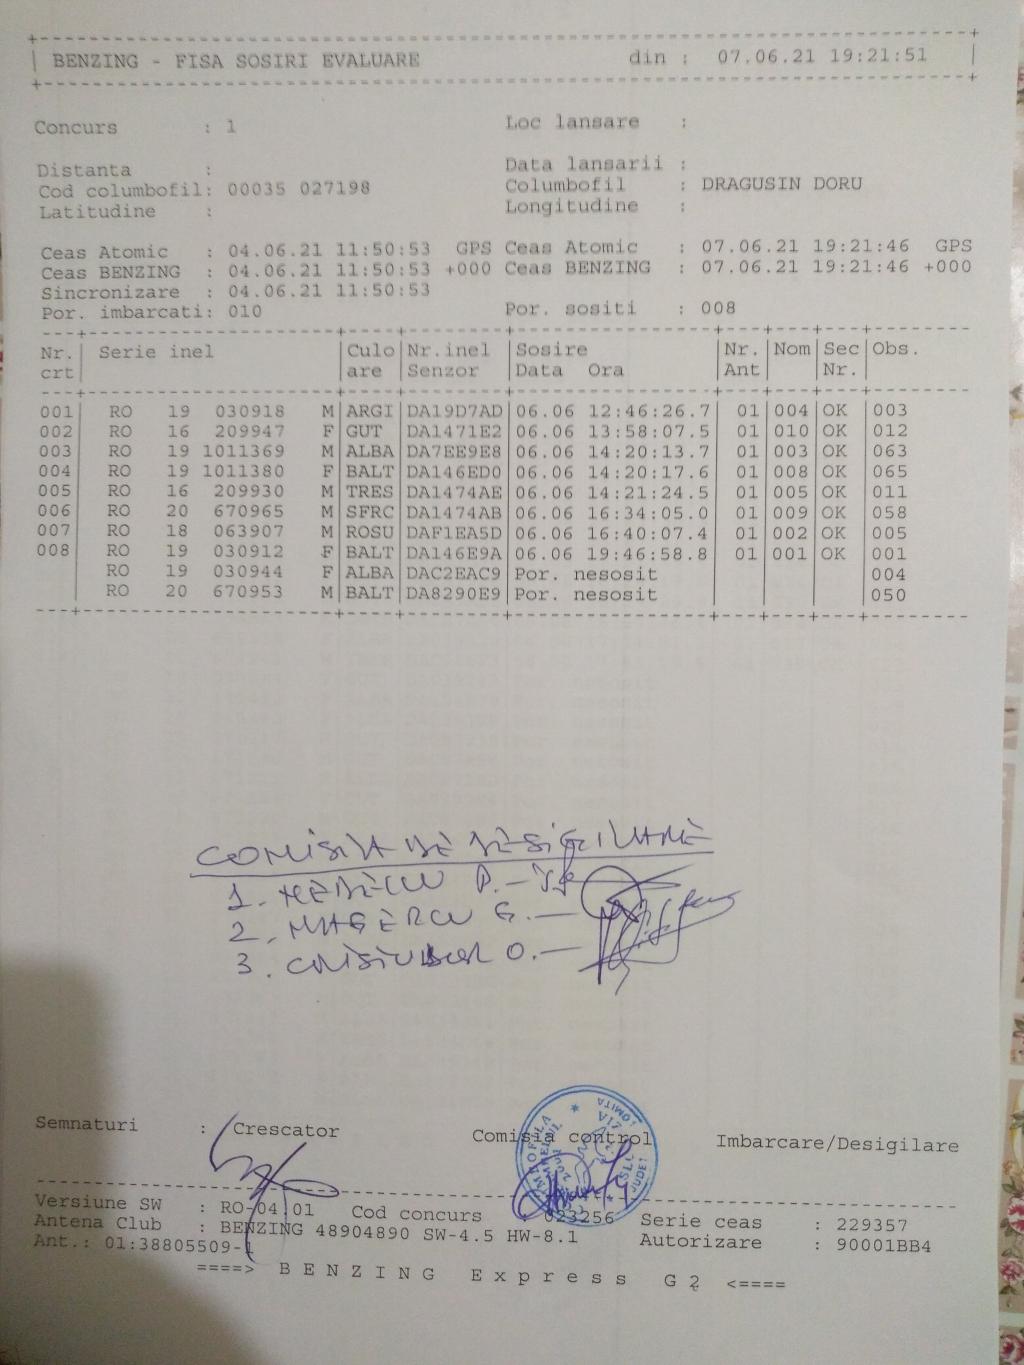 BENZING - FISA SOSIRI EVALUARE din : 07.06.21 19:21:51
Concurs : 1 Loc lansare :
Distanta : Data lansarii :
Cod columbofil: 00035 027198 Columbofil : DRAGUSIN DORU
Latitudine : Longitudine :
Ceas Atomic : 04.06.21 11:50:53 GPS Ceas Atomic : 07.06.21 19:21:46 GPS
Ceas BENZING : 04.06.21 11:50:53 +000 Ceas BENZING : 07.06.21 19:21:46 +000
Sincronizare : 04.06.21 11:50:53
Por. imbarcati: 010 Por. sositi : 008
Nr. Serie inel Culo Nr.inel Sosire Nr. Nom Sec Obs.
crt are Senzor Data Ora Ant Nr.
001 RO 19 030918 M ARGI DA19D7AD 06.06 12:46:26.7 01 004 OK 003
002 RO 16 209947 F GUT DA1471E2 06.06 13:58:07.5 01 010 OK 012
003 RO 19 1011369 M ALBA DA7EE9E8 06.06 14:20:13.7 01 003 OK 063
004 RO 19 1011380 F BALT DA146ED0 06.06 14:20:17.6 01 008 OK 065
005 RO 16 209930 M TRES DA1474AE 06.06 14:21:24.5 01 005 OK 011
006 RO 20 670965 M SFRC DA1474AB 06.06 16:34:05.0 01 009 OK 058
007 RO 18 063907 M ROSU DAF1EA5D 06.06 16:40:07.4 01 002 OK 005
008 RO 19 030912 F BALT DA146E9A 06.06 19:46:58.8 01 001 OK 001
RO 19 030944 F ALBA DAC2EAC9 Por. nesosit 004
RO 20 670953 M BALT DA8290E9 Por. nesosit 050
COMISIA DE DESIGILARE
1.
2. MAGERCU G. -
3. O. -
Semnaturi : Crescator Comisia control Imbarcare/Desigilare
Versiune SW : RO-04.01 Cod concurs : 023256 Serie ceas : 229357
Antena Club : BENZING 48904890 SW-4.5 HW-8.1 Autorizare : 90001BB4
Ant.: 01:38805509-1
====> BENZING Express G2 <====